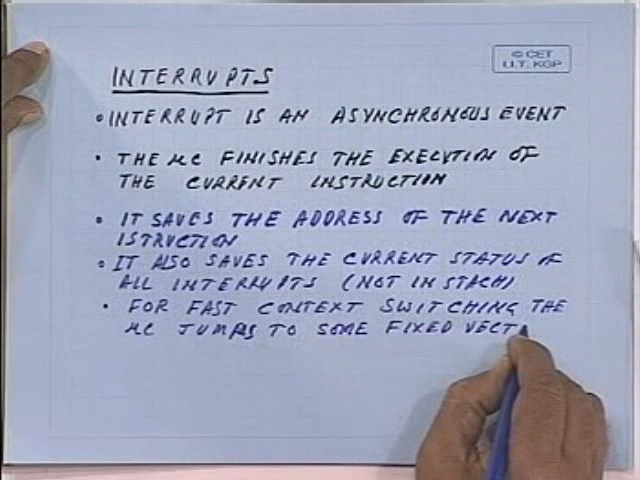 © CET
I.I.T. KGP
INTERRUPTS
• INTERRUPT IS AN ASYNCHRONOUS EVENT
• THE μC FINISHES THE EXECUTION OF
THE CURRENT INSTRUCTION
• IT SAVES THE ADDRESS OF THE NEXT
ISTRUCTION
• IT ALSO SAVES THE CURRENT STATUS OF
ALL INTERRUPTS (NOT IN STACH)
• FOR FAST CONTEXT SWITCHING THE
μC JUMPS TO SOME FIXED VECT